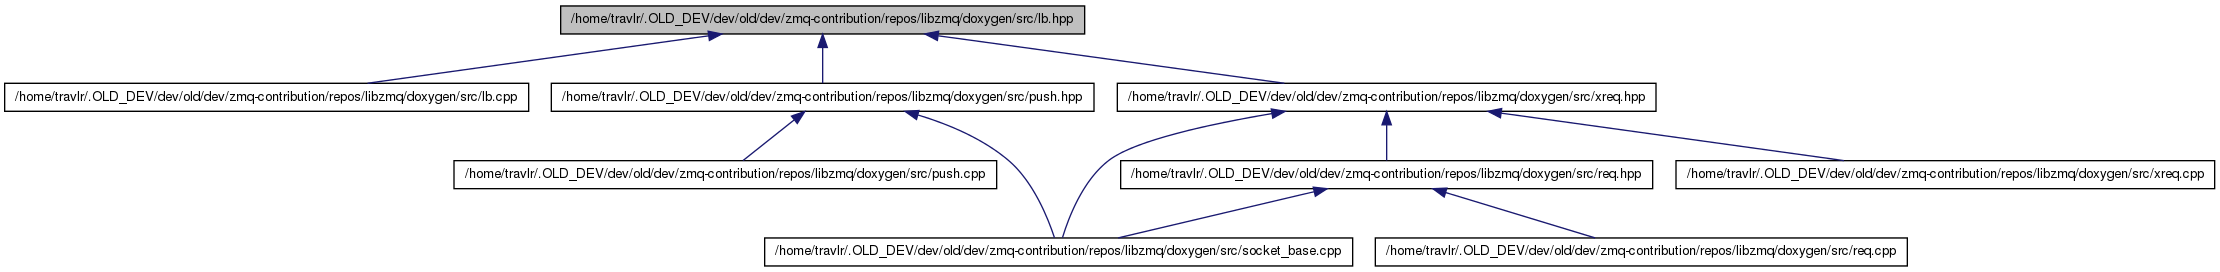 /home/travlr/.OLD_DEV/dev/old/dev/zmq-contribution/repos/libzmq/doxygen/src/lb.hpp
/home/travlr/.OLD_DEV/dev/old/dev/zmq-contribution/repos/libzmq/doxygen/src/lb.cpp
/home/travlr/.OLD_DEV/dev/old/dev/zmq-contribution/repos/libzmq/doxygen/src/push.hpp
/home/travlr/.OLD_DEV/dev/old/dev/zmq-contribution/repos/libzmq/doxygen/src/xreq.hpp
/home/travlr/.OLD_DEV/dev/old/dev/zmq-contribution/repos/libzmq/doxygen/src/push.cpp
/home/travlr/.OLD_DEV/dev/old/dev/zmq-contribution/repos/libzmq/doxygen/src/req.hpp
/home/travlr/.OLD_DEV/dev/old/dev/zmq-contribution/repos/libzmq/doxygen/src/xreq.cpp
/home/travlr/.OLD_DEV/dev/old/dev/zmq-contribution/repos/libzmq/doxygen/src/socket_base.cpp
/home/travlr/.OLD_DEV/dev/old/dev/zmq-contribution/repos/libzmq/doxygen/src/req.cpp